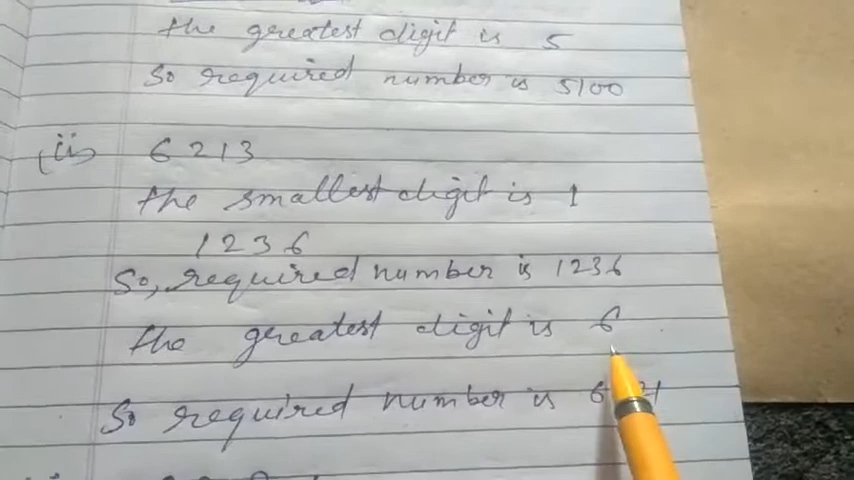 the greatest digit is 5
So required number is 5100
(ii) 6213
the smallest digit is 1
1236
So, required number is 1236
the greatest digit is 6
So required number is